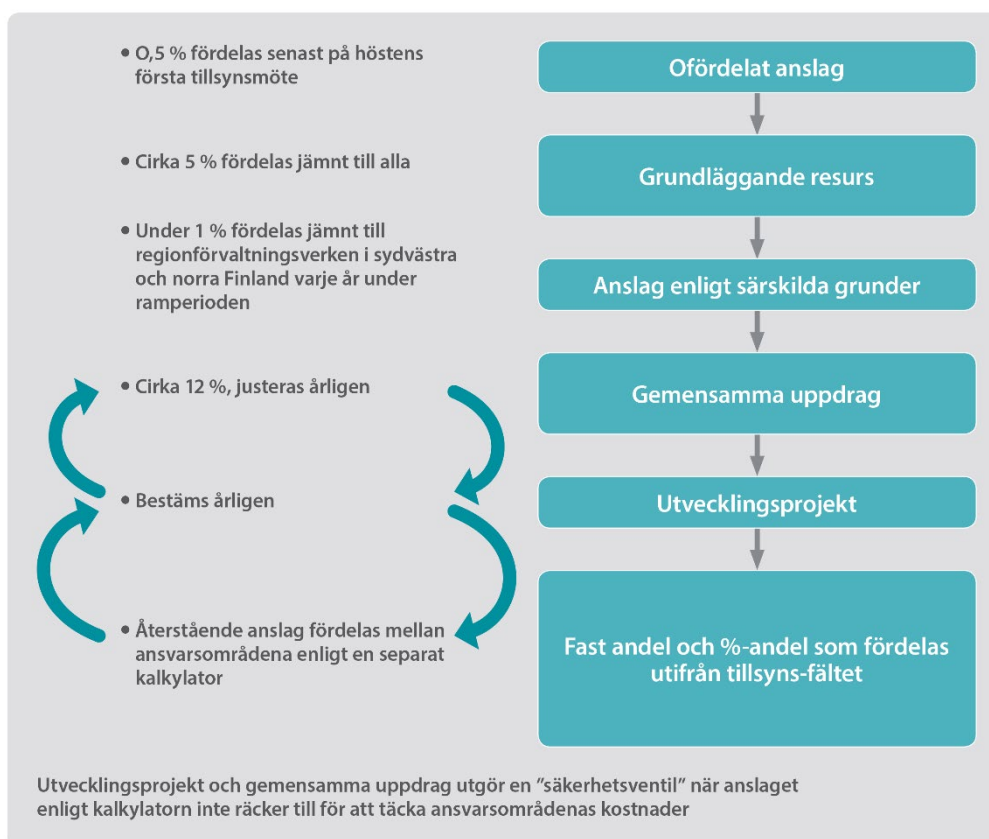 • O,5 % fördelas senast på höstens
första tillsynsmöte
Ofördelat anslag
• Cirka 5 % fördelas jämnt till alla
Grundläggande resurs
• Under 1 % fördelas jämnt till
regionförvaltningsverken i sydvästra
och norra Finland varje år under
ramperioden
Anslag enligt särskilda grunder
• Cirka 12 %, justeras årligen
Gemensamma uppdrag
• Bestäms årligen
Utvecklingsprojekt
• Återstående anslag fördelas mellan
ansvarsområdena enligt en separat
kalkylator
Fast andel och %-andel som fördelas
utifrån tillsyns-fältet
Utvecklingsprojekt och gemensamma uppdrag utgör en ”säkerhetsventil” när anslaget
enligt kalkylatorn inte räcker till för att täcka ansvarsområdenas kostnader